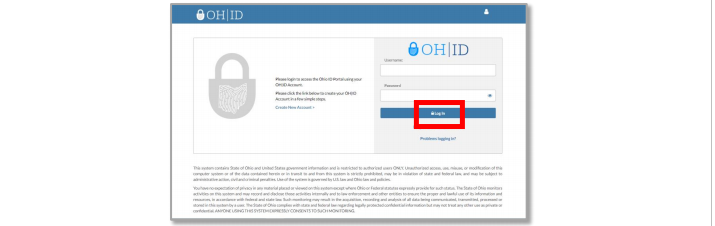 OH|ID
OH|ID
Username
Please login to access the Ohio ID Portal using your
OH|ID Account.
Password
Please click the link below to create your OH|ID
Account in a few simple steps.
Create New Account >
Log In
Problems logging in?
This system contains State of Ohio and United States government information and is restricted to authorized users ONLY. Unauthorized access, use, misuse, or modification of this
computer system or of the data contained herein or in transit to and from this system is strictly prohibited, may be in violation of state and federal law, and may be subject to
administrative action, civil and criminal penalties. Use of the system is governed by U.S. law and Ohio law and policies.
You have no expectation of privacy in any material placed or viewed on this system except where Ohio or Federal statutes expressly provide for such status. The State of Ohio monitors
activities on this system and may record and disclose those activities internally and to law enforcement and other entities to ensure the proper and lawful use of its information and
resources, in accordance with federal and state law. Such monitoring may result in the acquisition, recording and analysis of all data being communicated, transmitted, processed or
stored in this system by a user. The State of Ohio complies with state and federal law regarding legally protected confidential information but may not treat any other use as private or
confidential. ANYONE USING THIS SYSTEM EXPRESSLY CONSENTS TO SUCH MONITORING.